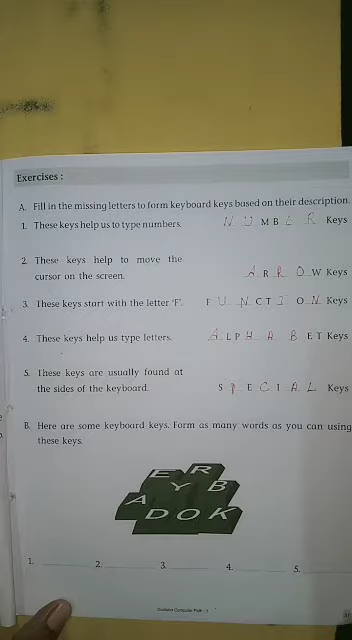 Exercises :
A. Fill in the missing letters to form keyboard keys based on their description.
1. These keys help us to type numbers. N U M B E R Keys
2. These keys help to move the
cursor on the screen. A R R O W Keys
3. These keys start with the letter 'F'. F U N C T I O N Keys
4. These keys help us type letters. A L P H A B E T Keys
5. These keys are usually found at
the sides of the keyboard. S P E C I A L Keys
B. Here are some keyboard keys. Form as many words as you can using
these keys.
E R
Y B
A
D O K
1. 2. 3. 4. 5.